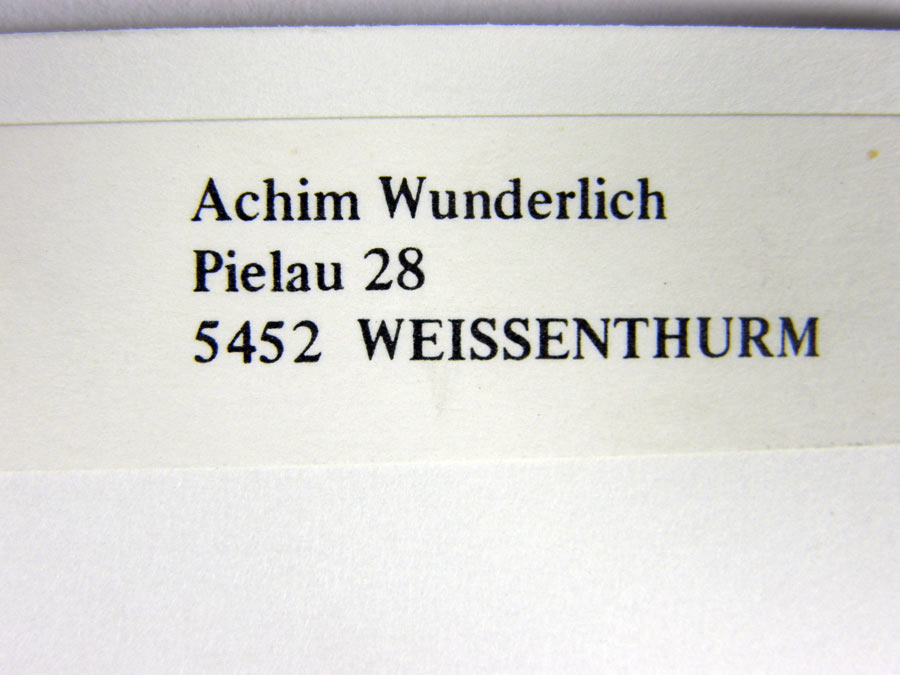 Achim Wunderlich
Pielau 28
5452 WEISSENTHURM